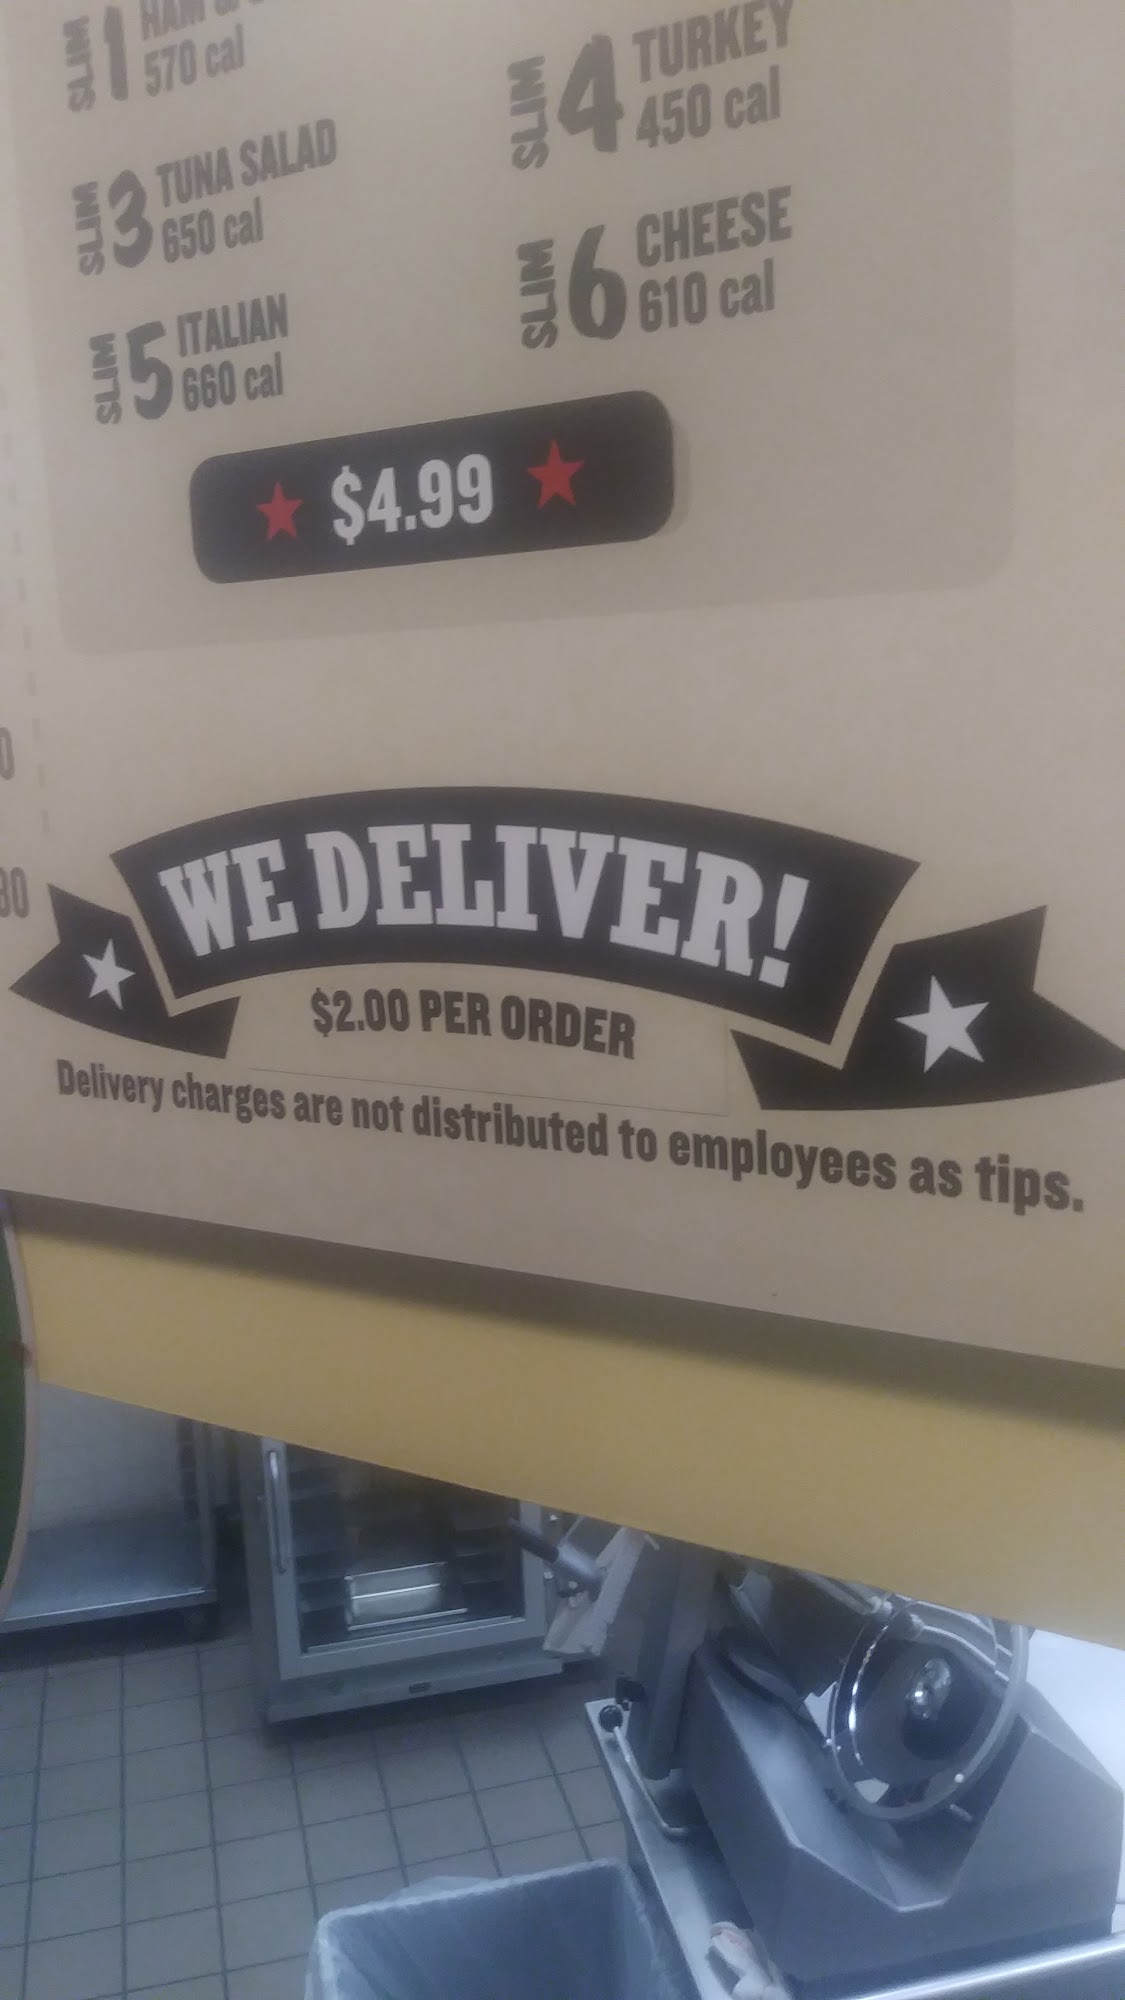 SLIM 1 HAM &
570 cal
SLIM 4 TURKEY
450 cal
SLIM 3 TUNA SALAD
650 cal
SLIM 6 CHEESE
610 cal
SLIM 5 ITALIAN
660 cal
$4.99
WE DELIVER!
$2.00 PER ORDER
Delivery charges are not distributed to employees as tips.